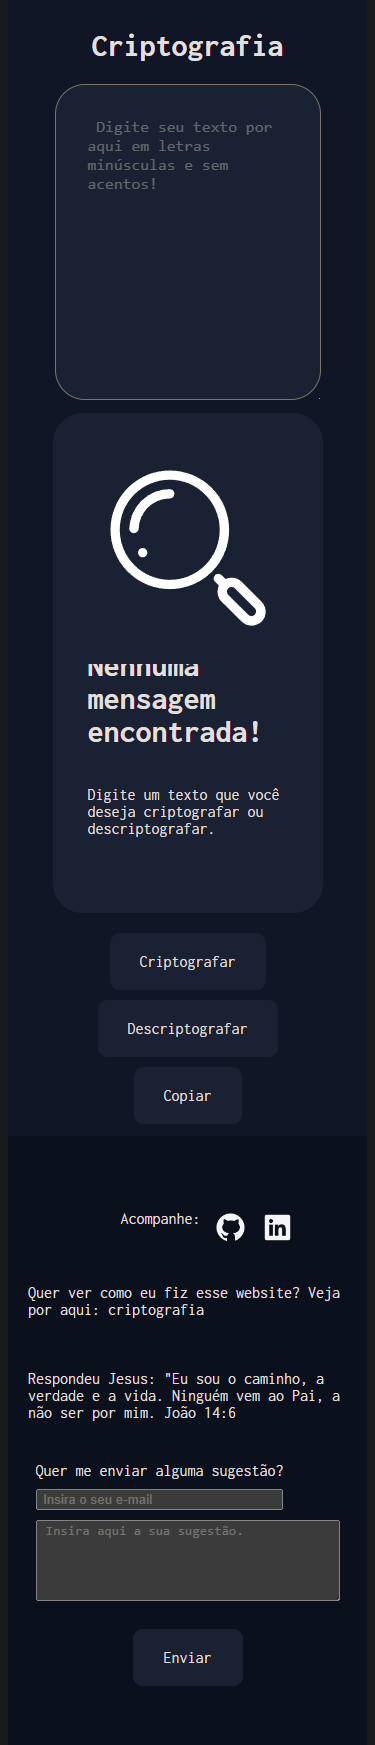 Criptografia
Digite seu texto por
aqui em letras
minúsculas e sem
acentos!
Nenhuma
mensagem
encontrada!
Digite um texto que você
deseja criptografar ou
descriptografar.
Criptografar
Descriptografar
Copiar
Acompanhe:
Quer ver como eu fiz esse website? Veja
por aqui: criptografia
Respondeu Jesus: "Eu sou o caminho, a
verdade e a vida. Ninguém vem ao Pai, a
não ser por mim. João 14:6
Quer me enviar alguma sugestão?
Insira o seu e-mail
Insira aqui a sua sugestão.
Enviar